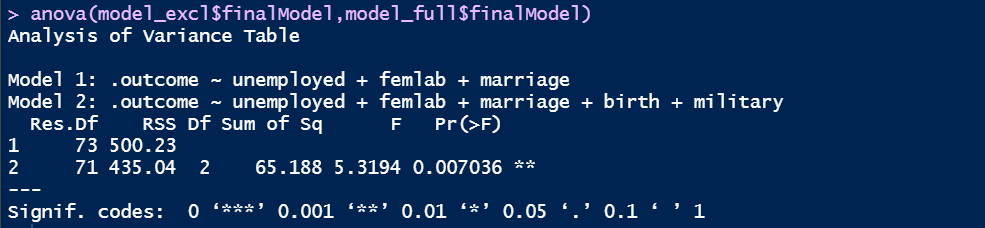 > anova(model_excl$finalModel,model_full$finalModel)
Analysis of Variance Table
Model 1: .outcome ~ unemployed + femlab + marriage
Model 2: .outcome ~ unemployed + femlab + marriage + birth + military
  Res.Df    RSS Df Sum of Sq      F   Pr(>F)
1     73 500.23
2     71 435.04  2    65.188 5.3194 0.007036 **
---
Signif. codes:  0 ‘***’ 0.001 ‘**’ 0.01 ‘*’ 0.05 ‘.’ 0.1 ‘ ’ 1